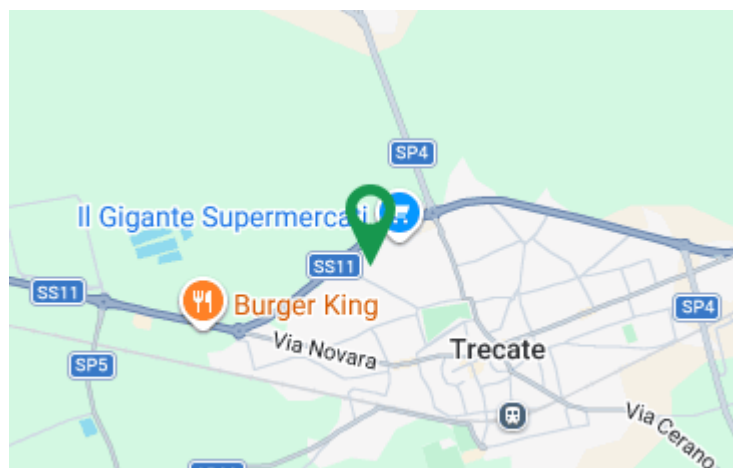 SP4
Il Gigante Supermercati
SS11
SS11
Burger King
SP4
Via Novara
Trecate
SP5
Via Cerano